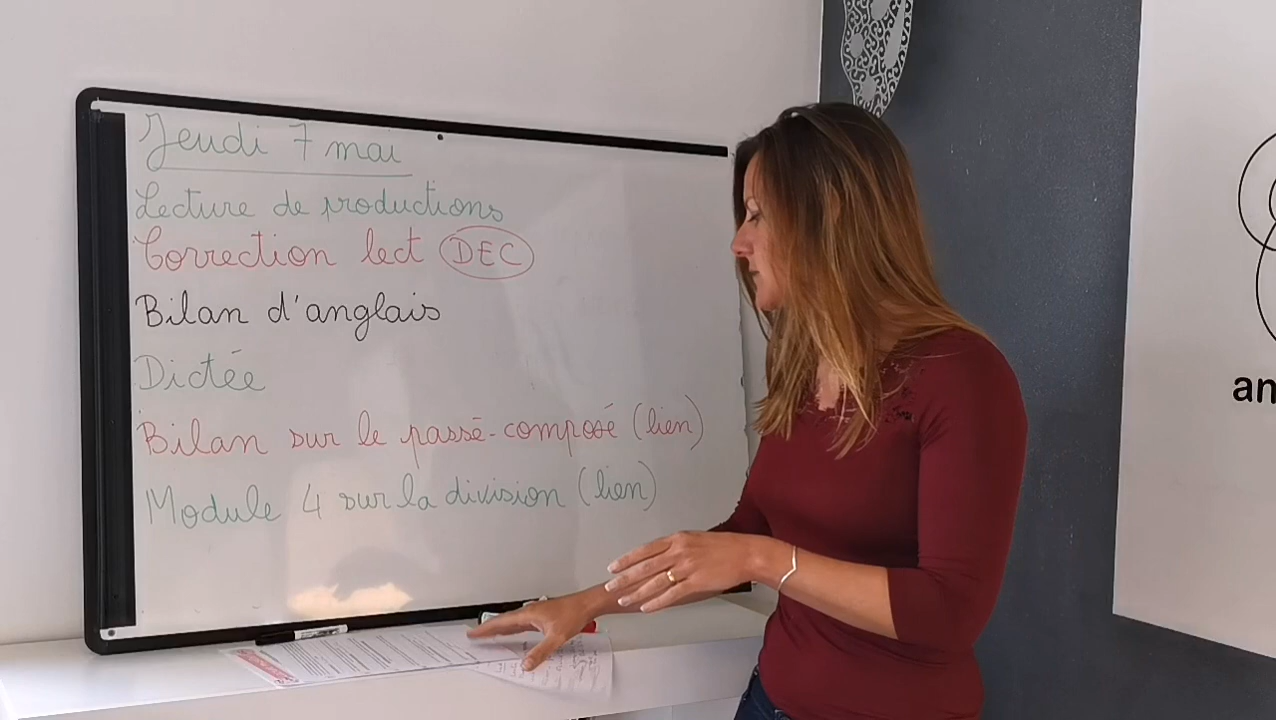 Jeudi 7 mai
Lecture de productions
Correction lect DEC
Bilan d'anglais
Dictée
Bilan sur le passé-composé (lien)
Module 4 sur la division (lien)
an